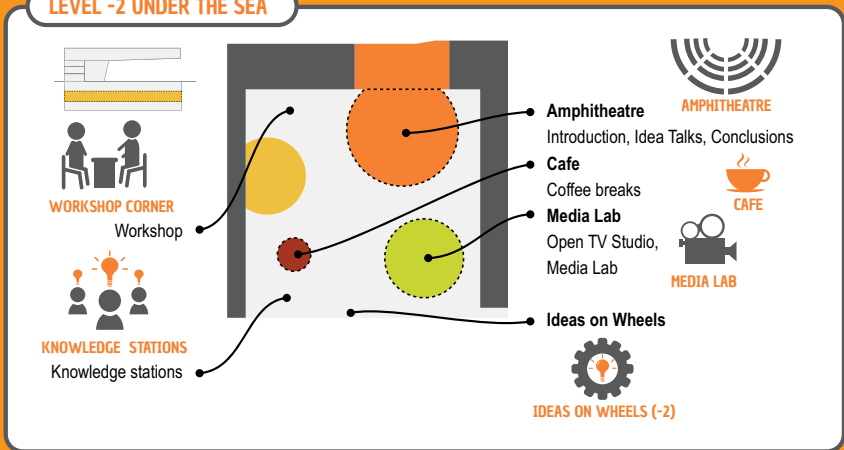 LEVEL -2 UNDER THE SEA
WORKSHOP CORNER
Workshop
KNOWLEDGE STATIONS
Knowledge stations
Amphitheatre
Introduction, Idea Talks, Conclusions
Cafe
Coffee breaks
Media Lab
Open TV Studio,
Media Lab
Ideas on Wheels
AMPHITHEATRE
CAFE
MEDIA LAB
IDEAS ON WHEELS (-2)